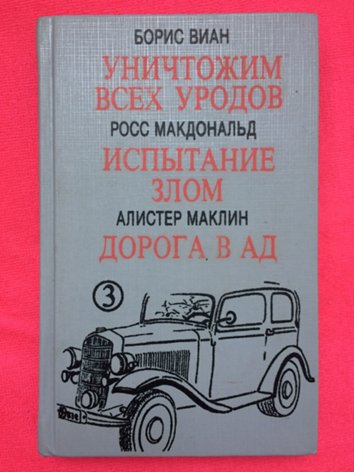 БОРИС ВИАН
УНИЧТОЖИМ
ВСЕХ УРОДОВ
РОСС МАКДОНАЛЬД
ИСПЫТАНИЕ
ЗЛОМ
АЛИСТЕР МАКЛИН
ДОРОГА В АД
3